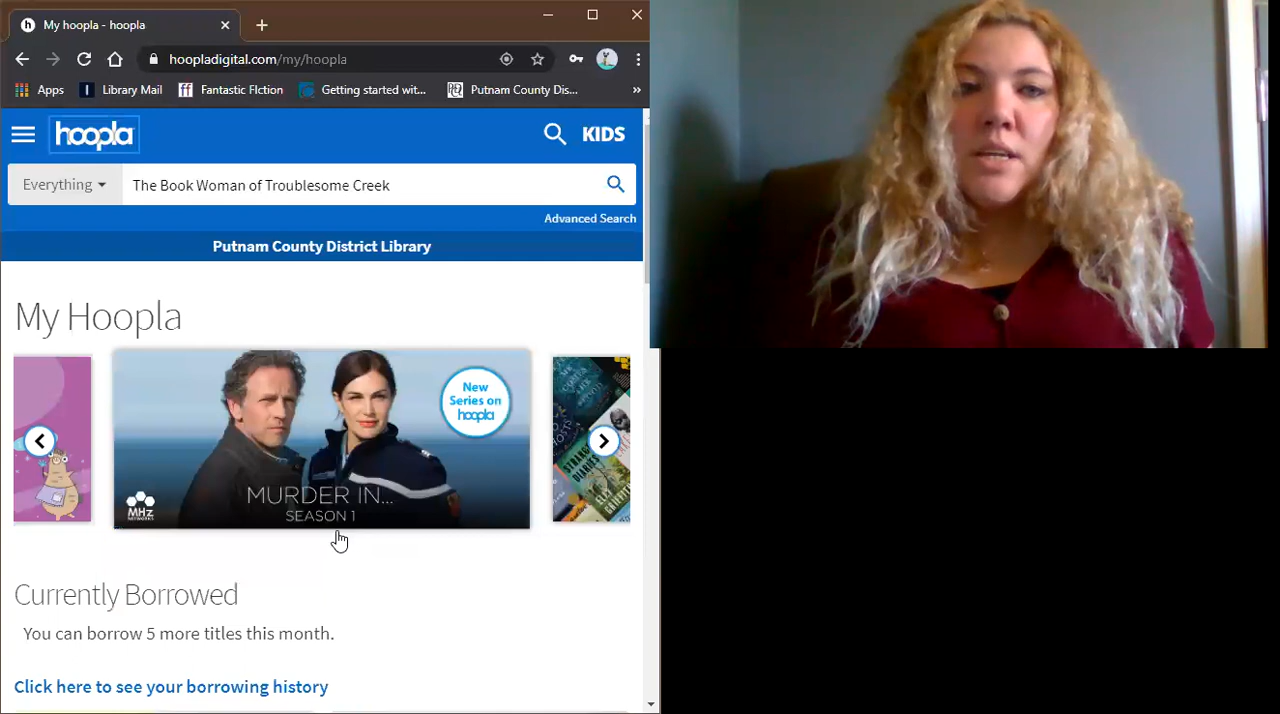 My hoopla - hoopla
hoopladigital.com/my/hoopla
Apps Library Mail Fantastic FIction Getting started wit... Putnam County Dis... »
hoopla KIDS
Everything The Book Woman of Troublesome Creek
Advanced Search
Putnam County District Library
My Hoopla
New
Series on
hoopla
MURDER IN...
SEASON 1
MHz
NETWORKS
Currently Borrowed
You can borrow 5 more titles this month.
Click here to see your borrowing history